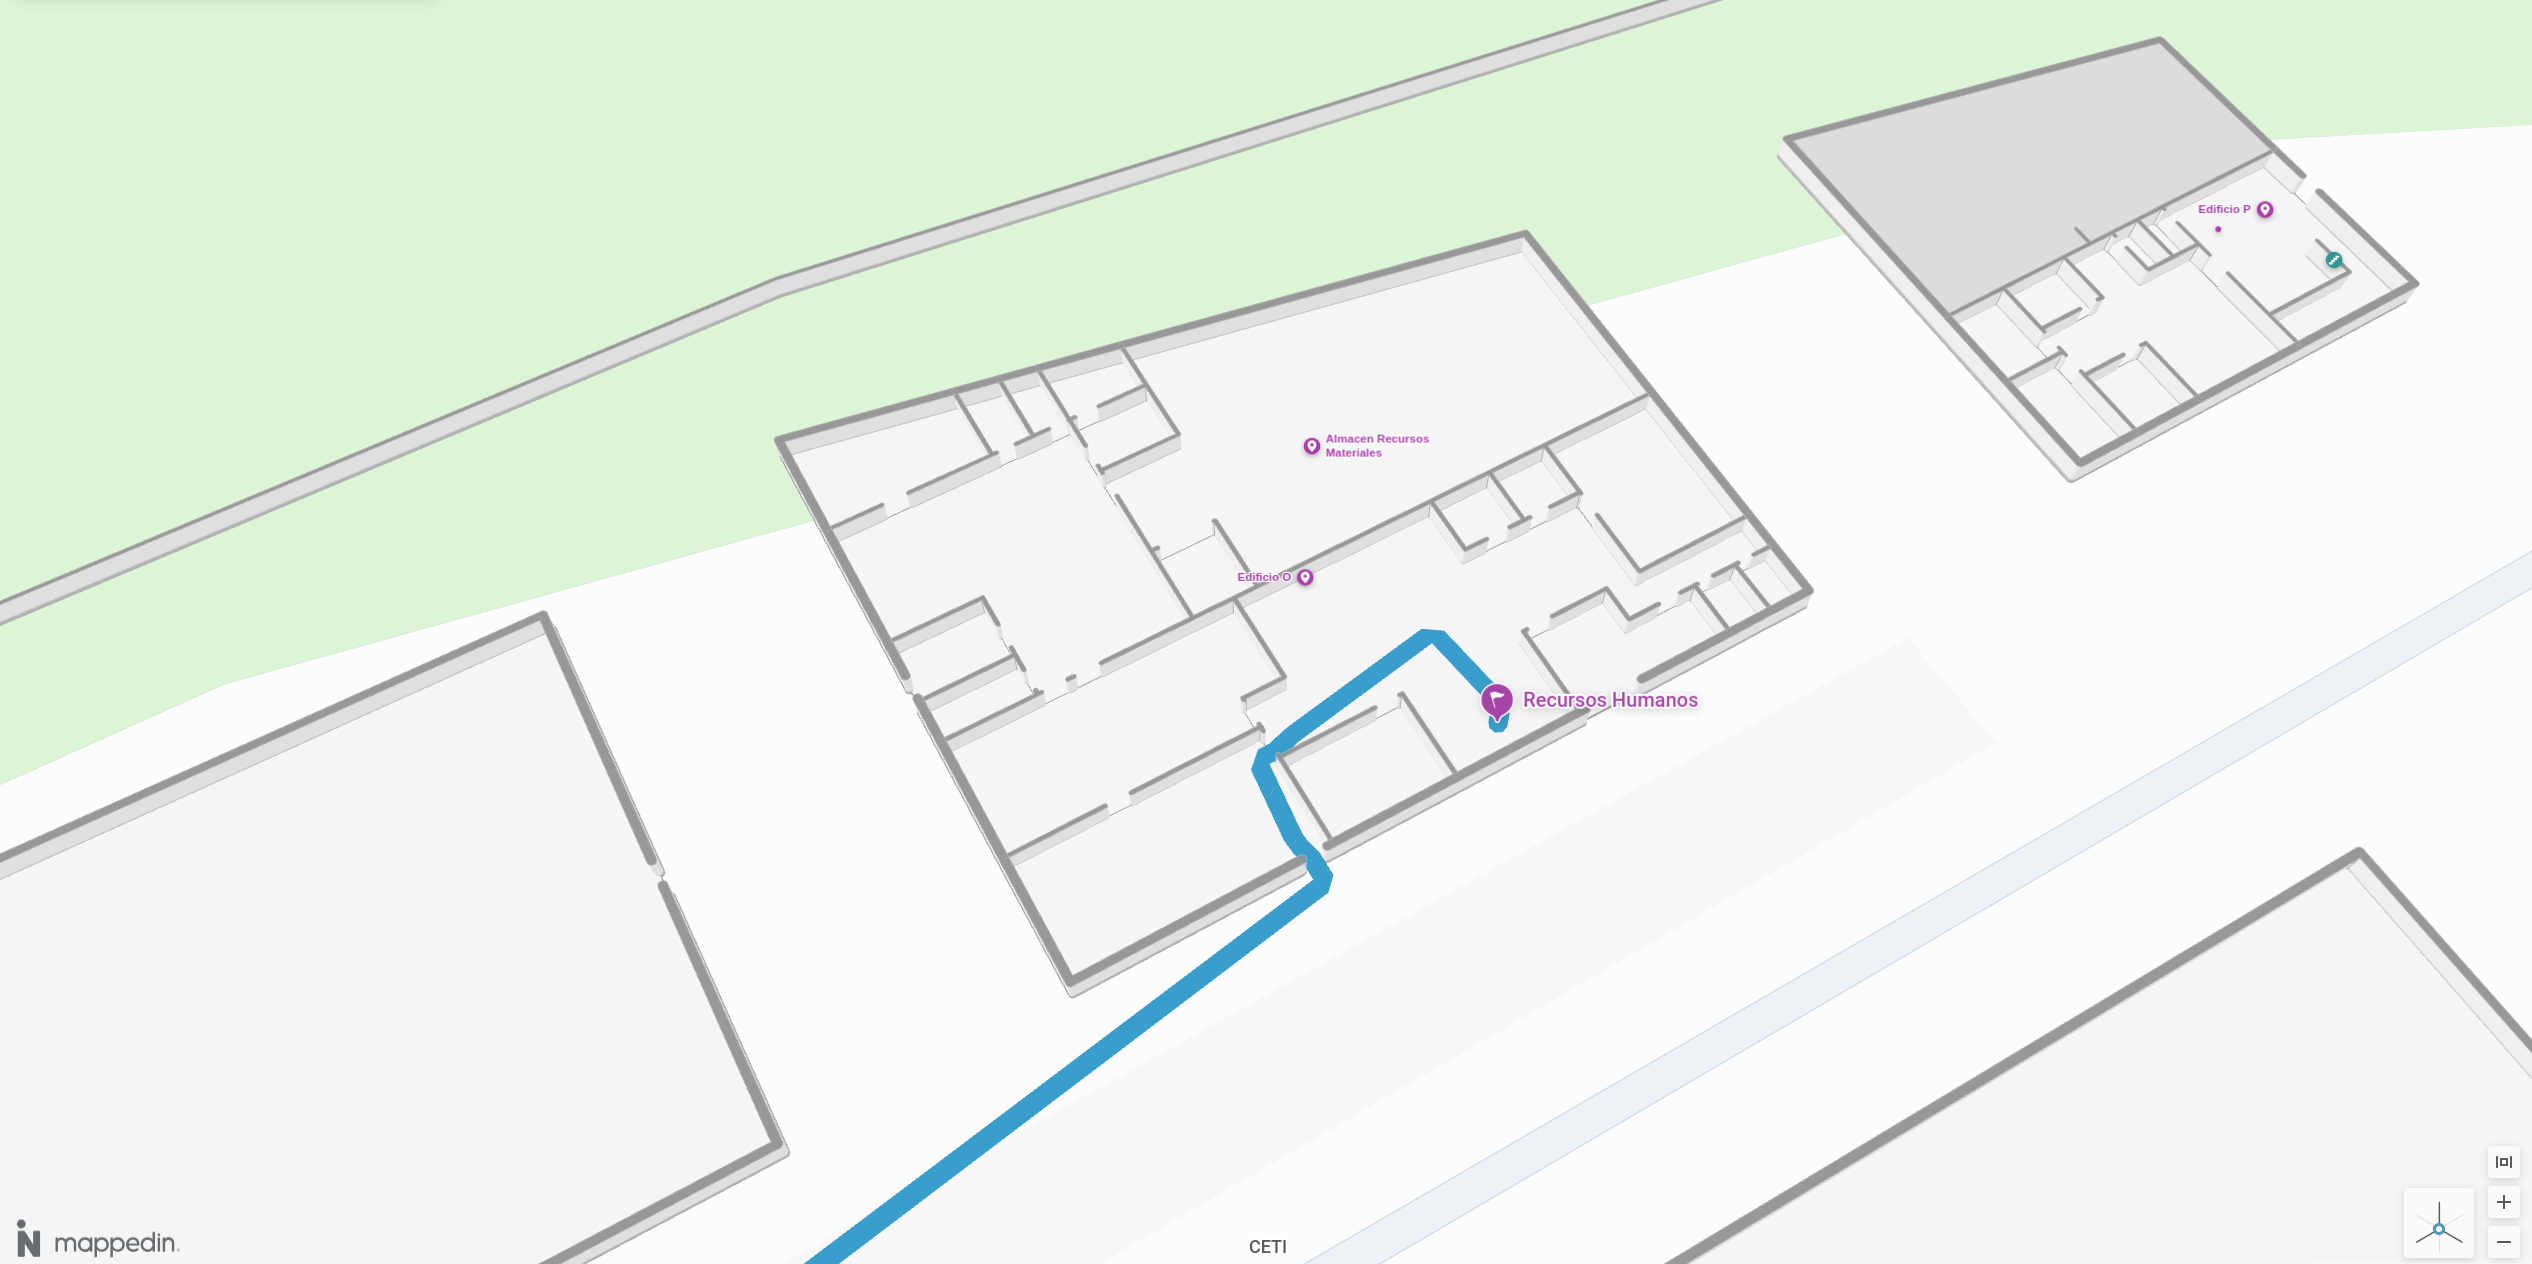 Edificio P
Almacen Recursos
Materiales
Edificio O
Recursos Humanos
mappedin.
CETI